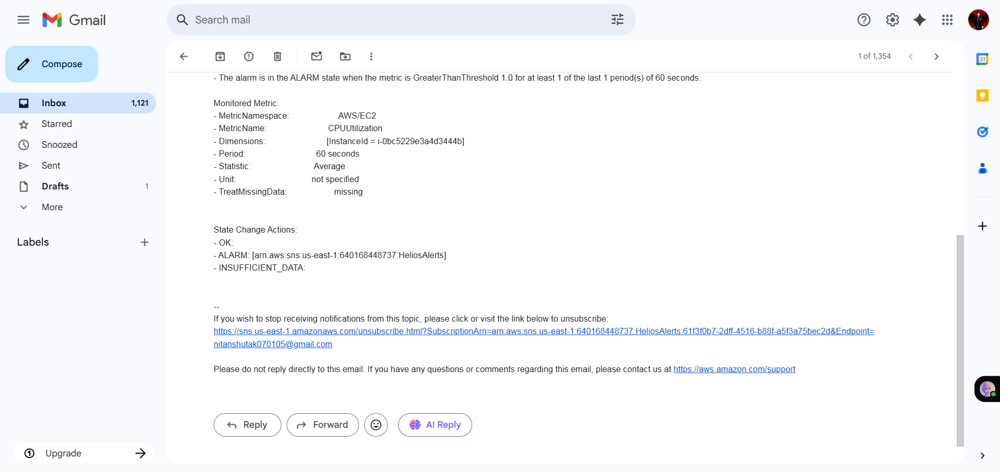 Gmail
Search mail
Compose
1 of 1,354
Inbox 1,121
Starred
Snoozed
Sent
Drafts 1
More
Labels
Upgrade
- The alarm is in the ALARM state when the metric is GreaterThanThreshold 1.0 for at least 1 of the last 1 period(s) of 60 seconds.
Monitored Metric:
- MetricNamespace: AWS/EC2
- MetricName: CPUUtilization
- Dimensions: [InstanceId = i-0bc5229e3a4d3444b]
- Period: 60 seconds
- Statistic: Average
- Unit: not specified
- TreatMissingData: missing
State Change Actions:
- OK:
- ALARM: [arn:aws:sns:us-east-1:640168448737:HeliosAlerts]
- INSUFFICIENT_DATA:
--
If you wish to stop receiving notifications from this topic, please click or visit the link below to unsubscribe:
https://sns.us-east-1.amazonaws.com/unsubscribe.html?SubscriptionArn=arn:aws:sns:us-east-1:640168448737:HeliosAlerts:61f3f0b7-2dff-4516-b88f-a5f3a75bec2d&Endpoint=
nitanshutak070105@gmail.com
Please do not reply directly to this email. If you have any questions or comments regarding this email, please contact us at https://aws.amazon.com/support
Reply
Forward
AI Reply
31